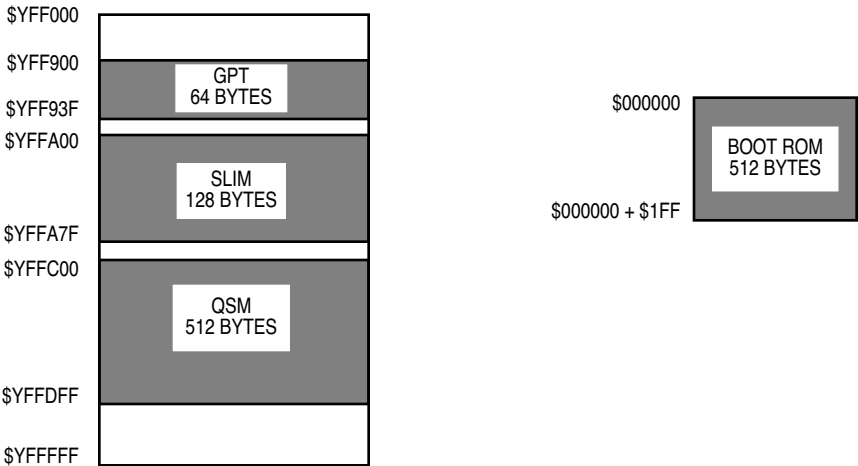 $YFF000
$YFF900
GPT
64 BYTES
$YFF93F
$YFFA00
SLIM
128 BYTES
$YFFA7F
$YFFC00
QSM
512 BYTES
$YFFDFF
$YFFFFF
$000000
BOOT ROM
512 BYTES
$000000 + $1FF